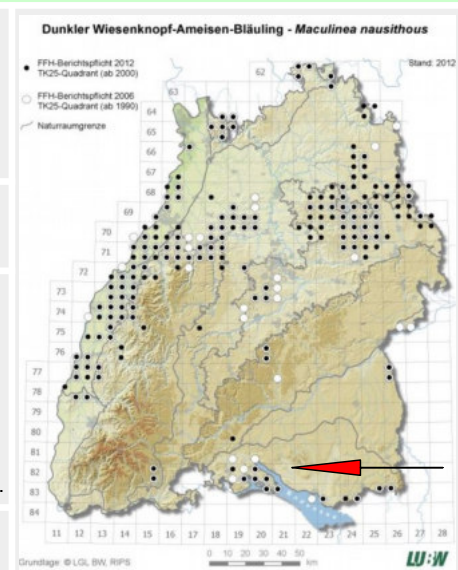 Dunkler Wiesenknopf-Ameisen-Bläuling - Maculinea nausithous
FFH-Berichtspflicht 2012
TK25-Quadrant (ab 2000)
FFH-Berichtspflicht 2006
TK25-Quadrant (ab 1990)
Naturraumgrenze
Stand: 2012
62
63
64
65
66
67
68
69
70
71
72
73
74
75
76
77
78
79
80
81
82
83
84
11 12 13 14 15 16 17 18 19 20 21 22 23 24 25 26 27 28
Grundlage: © LGL BW, RIPS
0 10 20 30 40 50
km
LUBW